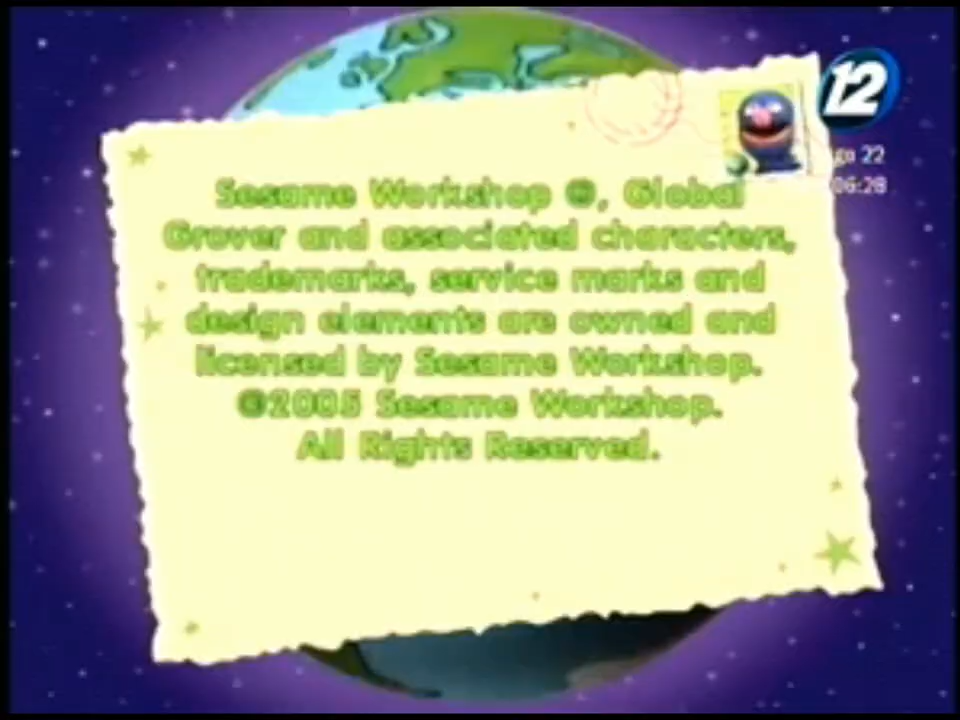 12
22
06:28
Sesame Workshop ®, Global
Grover and associated characters,
trademarks, service marks and
design elements are owned and
licensed by Sesame Workshop.
©2005 Sesame Workshop.
All Rights Reserved.